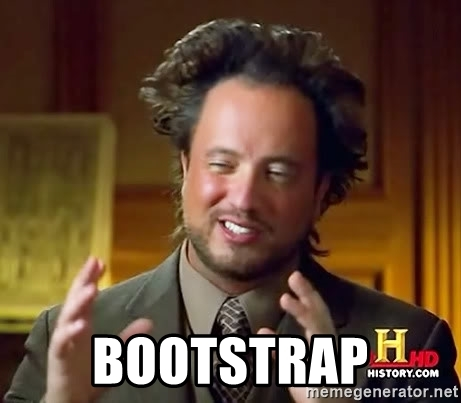 BOOTSTRAP
H HD
HISTORY.COM
memegenerator.net